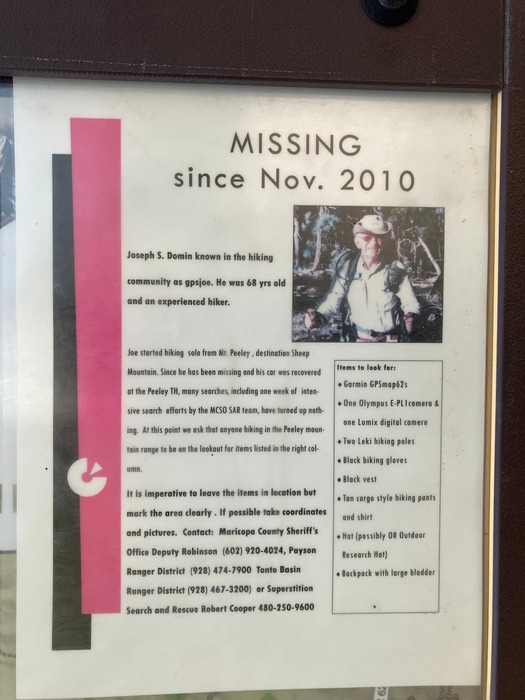 MISSING
since Nov. 2010
Joseph S. Domin known in the hiking
community as gpsjoe. He was 68 yrs old
and an experienced hiker.
Joe started hiking solo from Mt. Peeley , destination Sheep
Mountain. Since he has been missing and his car was recovered
at the Peeley TH, many searches, including one week of inten-
sive search efforts by the MCSO SAR team, have turned up noth-
ing. At this point we ask that anyone hiking in the Peeley moun-
tain range to be on the lookout for items listed in the right col-
umn.
It is imperative to leave the items in location but
mark the area clearly . If possible take coordinates
and pictures. Contact: Maricopa County Sheriff's
Office Deputy Robinson (602) 920-4024, Payson
Ranger District (928) 474-7900 Tonto Basin
Ranger District (928) 467-3200) or Superstition
Search and Rescue Robert Cooper 480-250-9600
Items to look for:
♦ Garmin GPSmap62s
♦ One Olympus E-PL1camera &
one Lumix digital camera
♦ Two Leki hiking poles
♦ Black biking gloves
♦ Black vest
♦ Tan cargo style hiking pants
and shirt
♦ Hat (possibly OR Outdoor
Research Hat)
♦ Backpack with large bladder